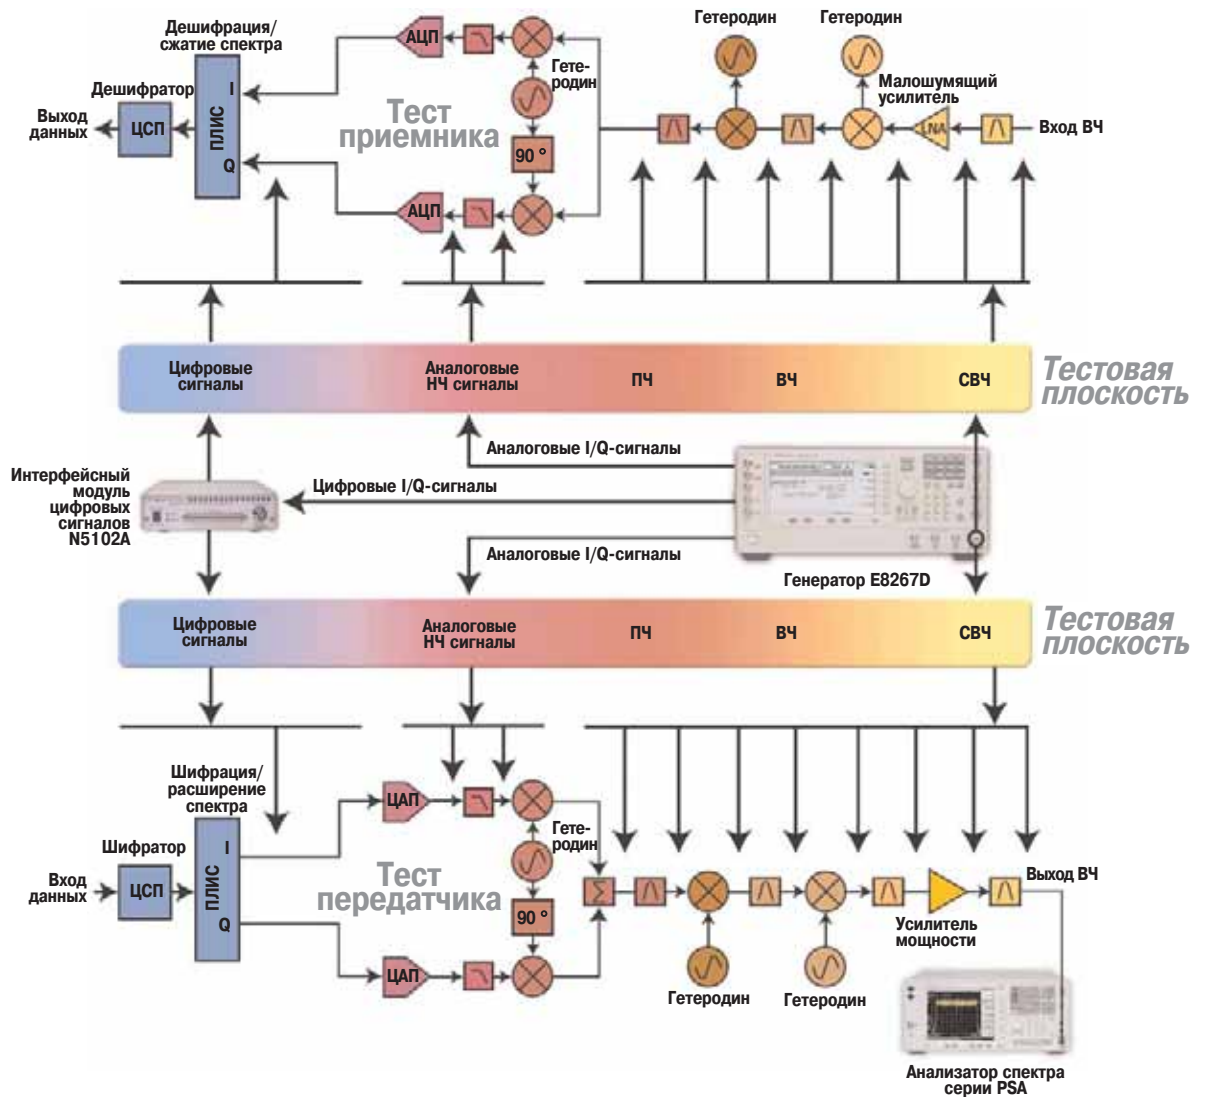 Дешифрация/
сжатие спектра
Гетеродин
Гетеродин
АЦП
Гете-
родин
Малошумящий
усилитель
Дешифратор
I
Тест
приемника
Выход
данных
ЦСП
ПЛИС
LNA
Вход ВЧ
90 °
Q
АЦП
Цифровые
сигналы
Аналоговые
НЧ сигналы
ПЧ
ВЧ
СВЧ
Тестовая
плоскость
Аналоговые I/Q-сигналы
Интерфейсный
модуль
цифровых
сигналов
N5102A
Цифровые I/Q-сигналы
Аналоговые I/Q-сигналы
Генератор E8267D
Цифровые
сигналы
Аналоговые
НЧ сигналы
ПЧ
ВЧ
СВЧ
Тестовая
плоскость
Шифрация/
расширение
спектра
ЦАП
Гете-
родин
Шифратор
I
Вход
данных
ЦСП
ПЛИС
Тест
передатчика
Σ
Выход ВЧ
Q
90 °
Усилитель
мощности
ЦАП
Гетеродин
Гетеродин
Анализатор спектра
серии PSA